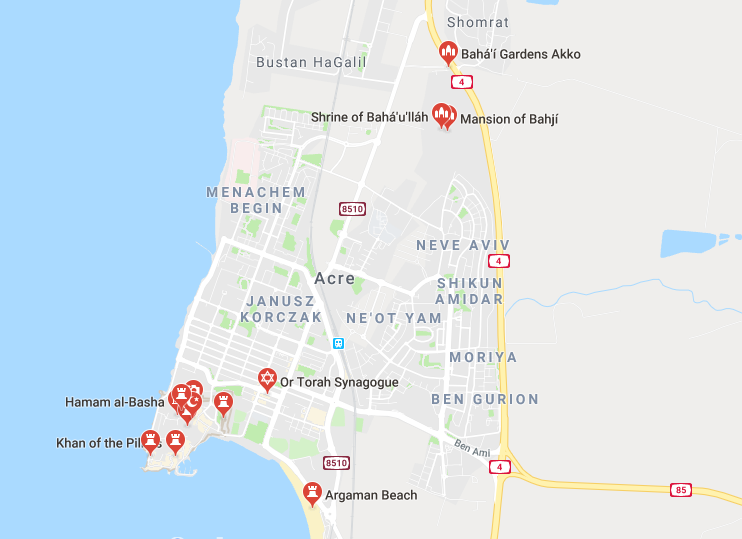 Shomrat
Bahá'í Gardens Akko
Bustan HaGalil
4
Shrine of Bahá'u'lláh
Mansion of Bahjí
MENACHEM
BEGIN
8510
NEVE AVIV
4
Acre
SHIKUN
AMIDAR
JANUSZ
KORCZAK
NE'OT YAM
MORIYA
Or Torah Synagogue
Hamam al-Basha
BEN GURION
Khan of the Pil s
Ben Ami
8510
4
85
Argaman Beach